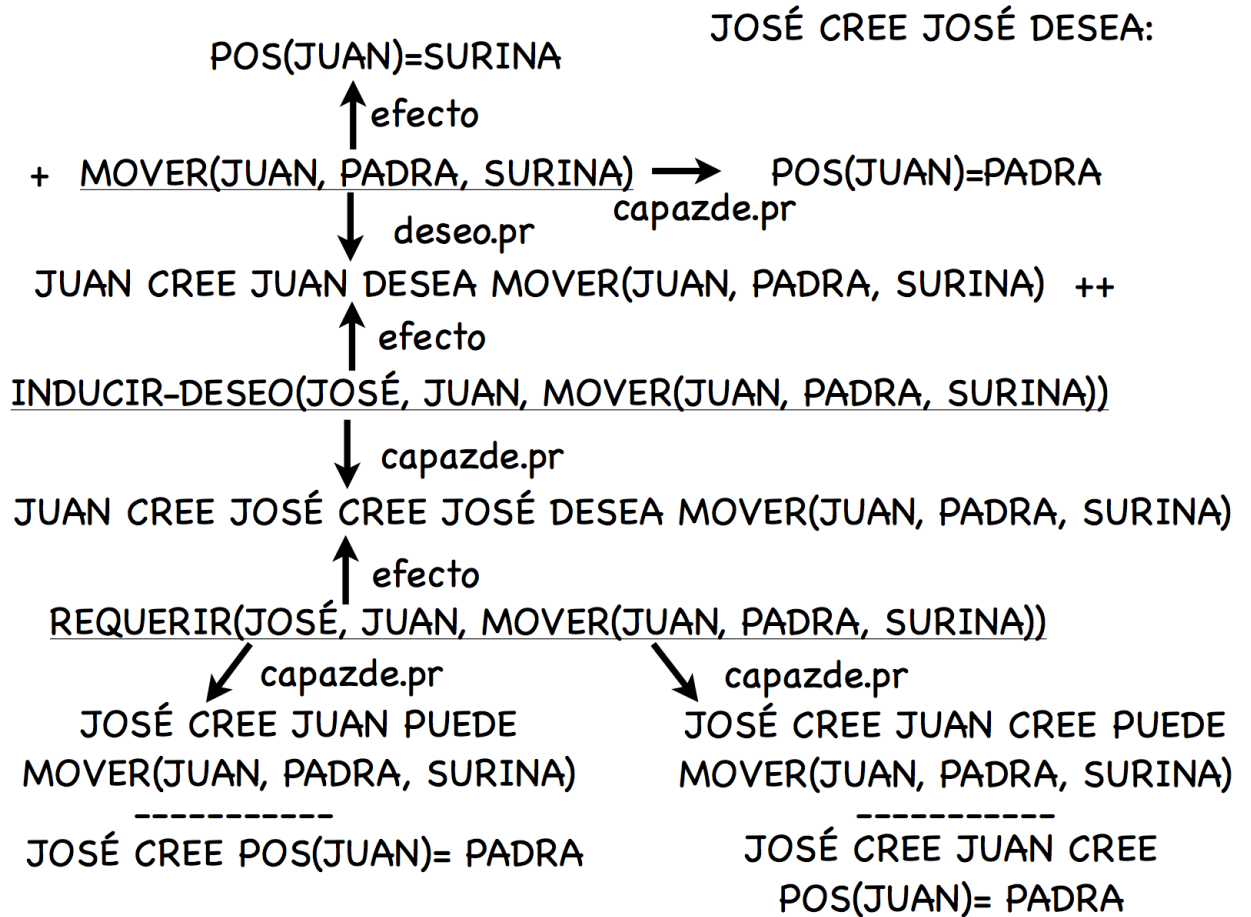 JOSÉ CREE JOSÉ DESEA:
POS(JUAN)=SURINA
efecto
+ MOVER(JUAN, PADRA, SURINA) POS(JUAN)=PADRA
capazde.pr
deseo.pr
JUAN CREE JUAN DESEA MOVER(JUAN, PADRA, SURINA) ++
efecto
INDUCIR-DESEO(JOSÉ, JUAN, MOVER(JUAN, PADRA, SURINA))
capazde.pr
JUAN CREE JOSÉ CREE JOSÉ DESEA MOVER(JUAN, PADRA, SURINA)
efecto
REQUERIR(JOSÉ, JUAN, MOVER(JUAN, PADRA, SURINA))
capazde.pr
JOSÉ CREE JUAN PUEDE
MOVER(JUAN, PADRA, SURINA)
-----------
JOSÉ CREE POS(JUAN)= PADRA
capazde.pr
JOSÉ CREE JUAN CREE PUEDE
MOVER(JUAN, PADRA, SURINA)
-----------
JOSÉ CREE JUAN CREE
POS(JUAN)= PADRA